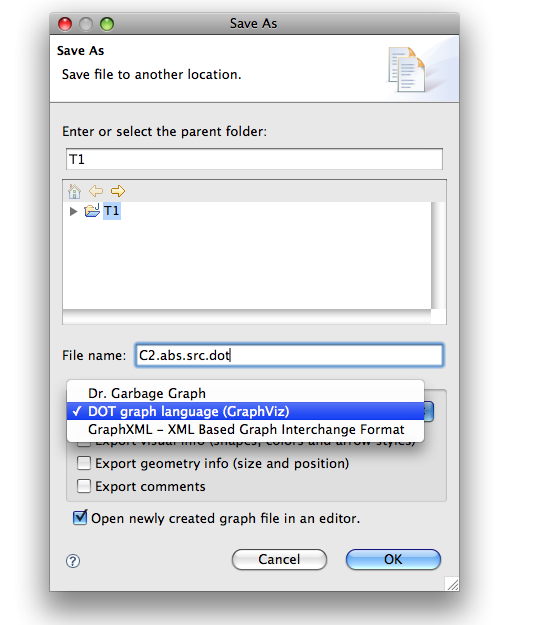 Save As
Save As
Save file to another location.
Enter or select the parent folder:
T1
T1
File name: C2.abs.src.dot
Dr. Garbage Graph
✓ DOT graph language (GraphViz)
GraphXML – XML Based Graph Interchange Format
Export visual info (shapes, colors and arrow styles)
Export geometry info (size and position)
Export comments
Open newly created graph file in an editor.
? Cancel OK